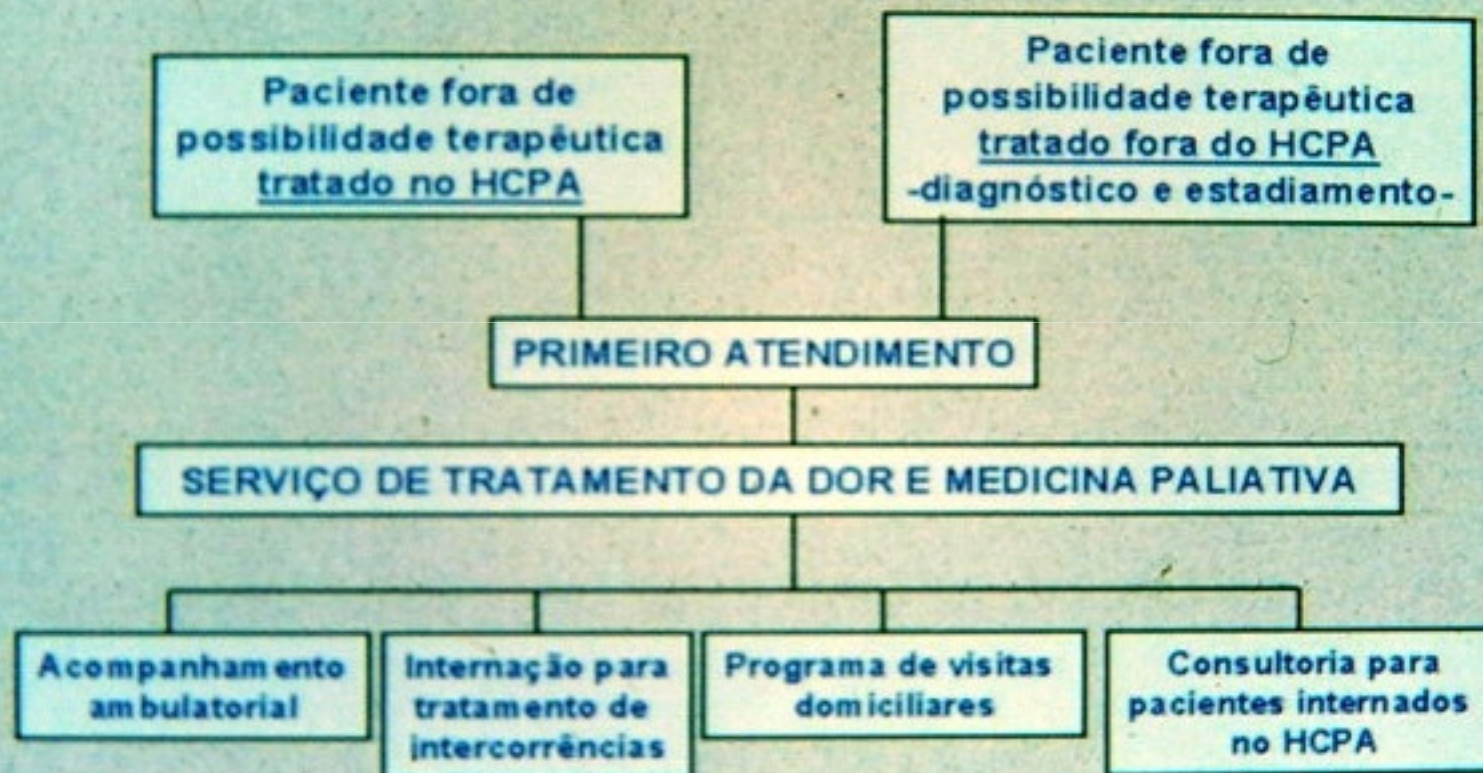 Paciente fora de
possibilidade terapêutica
tratado no HCPA
Paciente fora de
possibilidade terapêutica
tratado fora do HCPA
-diagnóstico e estadiamento-
PRIMEIRO ATENDIMENTO
SERVIÇO DE TRATAMENTO DA DOR E MEDICINA PALIATIVA
Acompanhamento
ambulatorial
Internação para
tratamento de
intercorrências
Programa de visitas
domiciliares
Consultoria para
pacientes internados
no HCPA